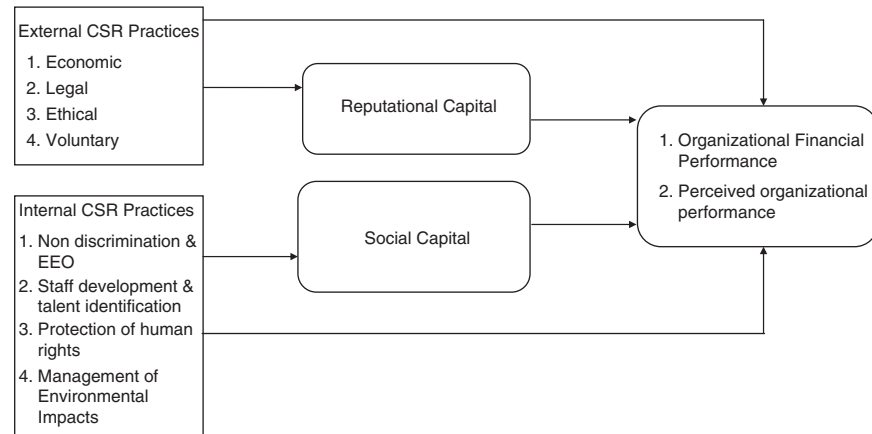 External CSR Practices
1. Economic
2. Legal
3. Ethical
4. Voluntary
Reputational Capital
1. Organizational Financial
Performance
2. Perceived organizational
performance
Internal CSR Practices
1. Non discrimination &
EEO
2. Staff development &
talent identification
3. Protection of human
rights
4. Management of
Environmental
Impacts
Social Capital